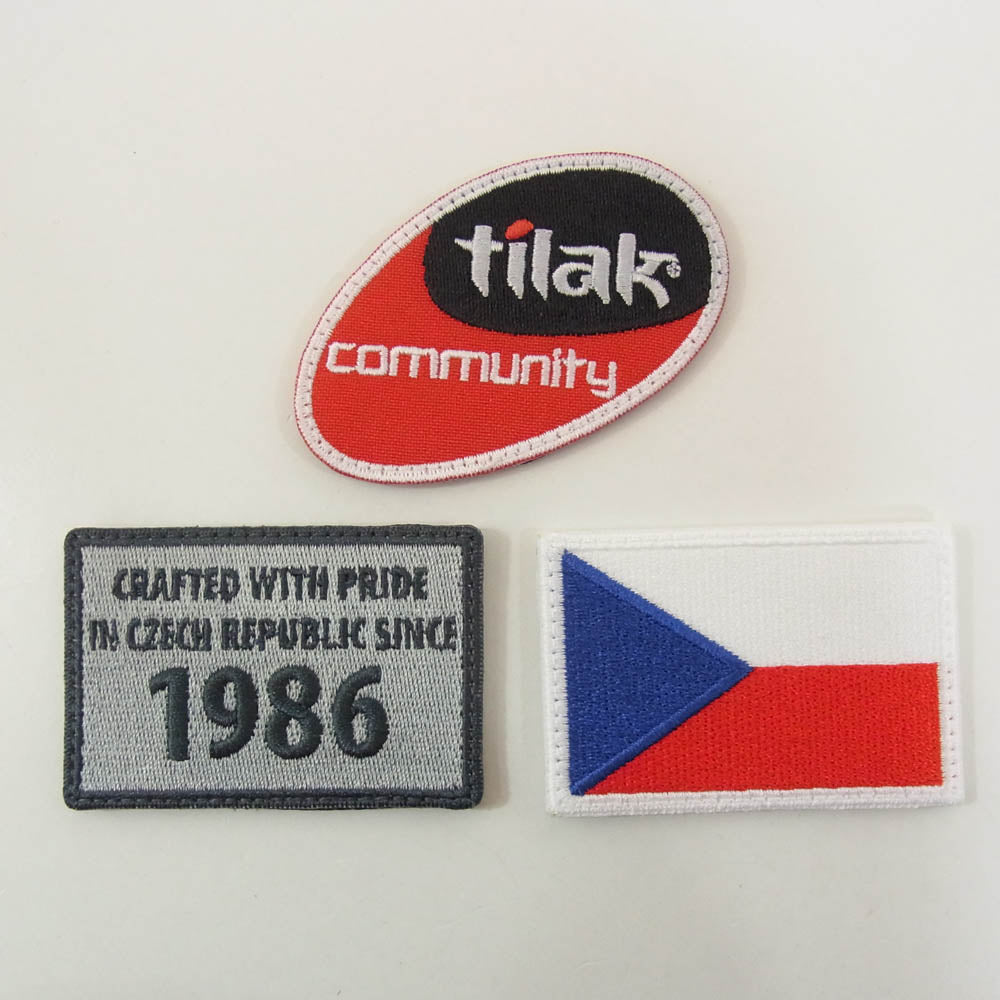 tilak
community
CRAFTED WITH PRIDE
IN CZECH REPUBLIC SINCE
1986